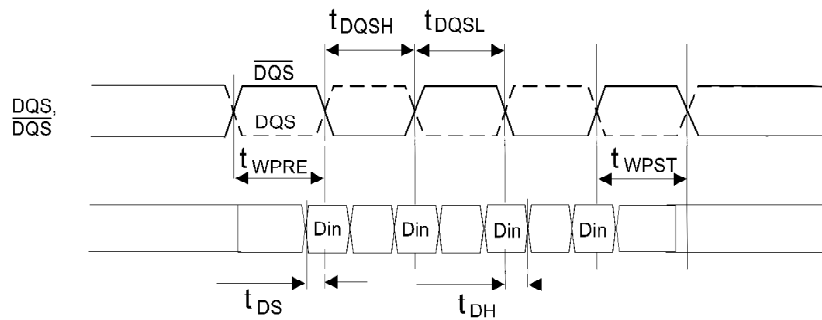 tDQSH tDQSL
DQS
DQS,
DQS
DQS
tWPRE tWPST
Din Din Din Din
tDS tDH